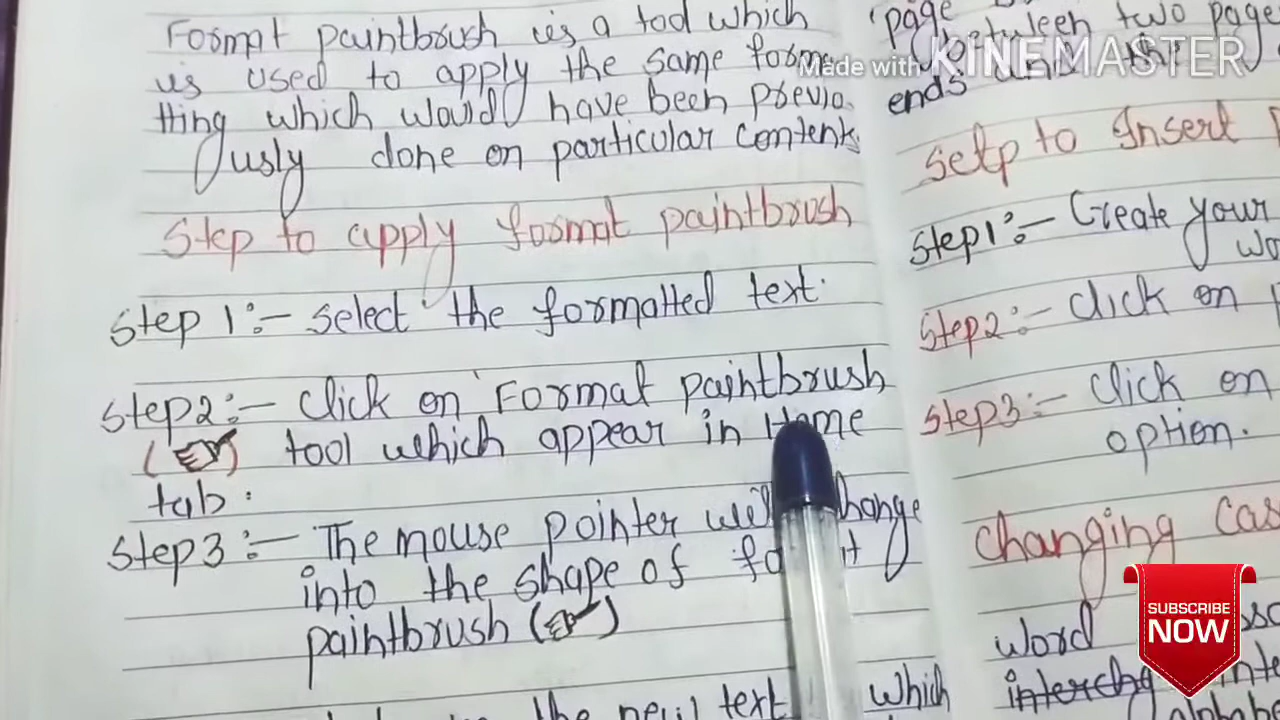 Format paintbrush is a tool which
is used to apply the same forma
tting which would have been previo
usly done on particular contents
Step to apply format paintbrush
Step 1:- Select the formatted text.
Step2:- Click on Format paintbrush
( ) tool which appear in Home
tab.
Step3:- The mouse pointer will change
into the shape of
paintbrush ( )
the new text which
page
between two page
ends and the
Setp to Insert
Step1:- Create your
Step2:- Click on
Step3:- Click on
option.
Changing Cas
word
Made with KINEMASTER
SUBSCRIBE
NOW